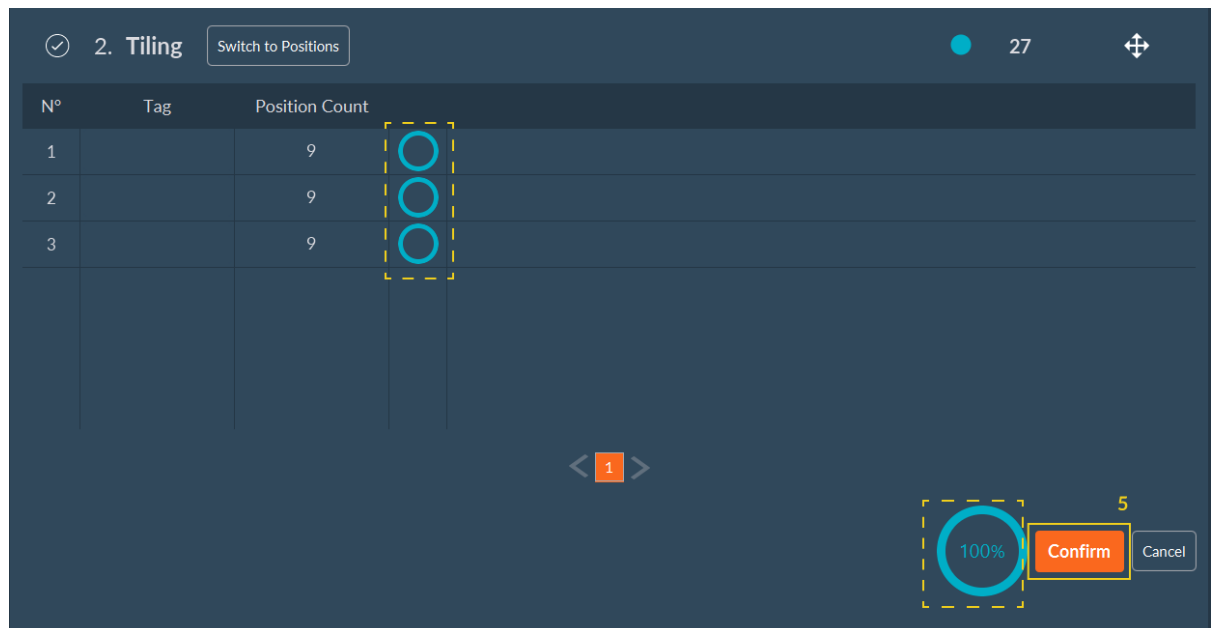 2. Tiling Switch to Positions 27
N° Tag Position Count
1 9
2 9
3 9
1
5
100% Confirm Cancel